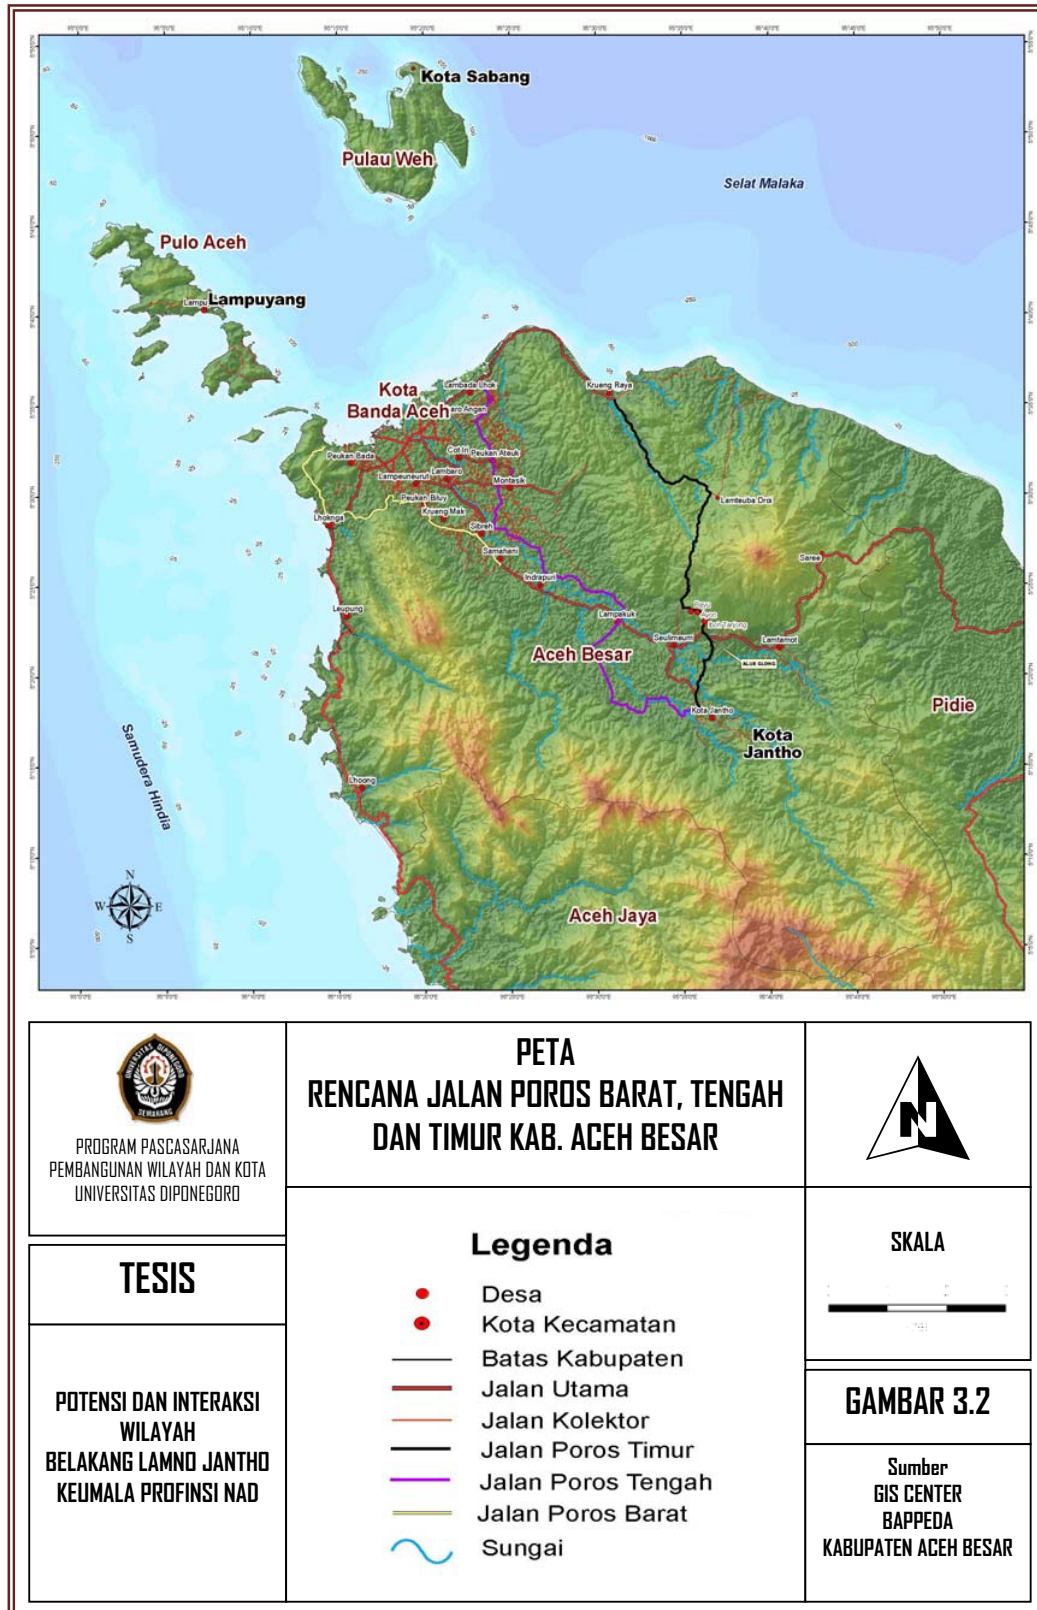 Kota Sabang
Pulau Weh
Selat Malaka
Pulo Aceh
Lampuyang
Kota
Banda Aceh
Lambada Lhok
Krueng Raya
Peukan Bada
Cot Iri
Peukan Ateuk
Lampeuneurut
Lambaro
Montasik
Peukan Biluy
Krueng Mak
Lhoknga
Sibreh
Samahani
Indrapuri
Lamteuba Droi
Saree
Leupung
Lampakuk
Seulimeum
Lamtamot
ALUE GLONG
Aceh Besar
Kota Jantho
Kota
Jantho
Pidie
Samudera Hindia
Lhoong
Aceh Jaya
N
W
E
S
UNIVERSITAS DIPONEGORO
SEMARANG
PROGRAM PASCASARJANA
PEMBANGUNAN WILAYAH DAN KOTA
UNIVERSITAS DIPONEGORO
PETA
RENCANA JALAN POROS BARAT, TENGAH
DAN TIMUR KAB. ACEH BESAR
N
TESIS
POTENSI DAN INTERAKSI
WILAYAH
BELAKANG LAMNO JANTHO
KEUMALA PROFINSI NAD
Legenda
Desa
Kota Kecamatan
Batas Kabupaten
Jalan Utama
Jalan Kolektor
Jalan Poros Timur
Jalan Poros Tengah
Jalan Poros Barat
Sungai
SKALA
GAMBAR 3.2
Sumber
GIS CENTER
BAPPEDA
KABUPATEN ACEH BESAR